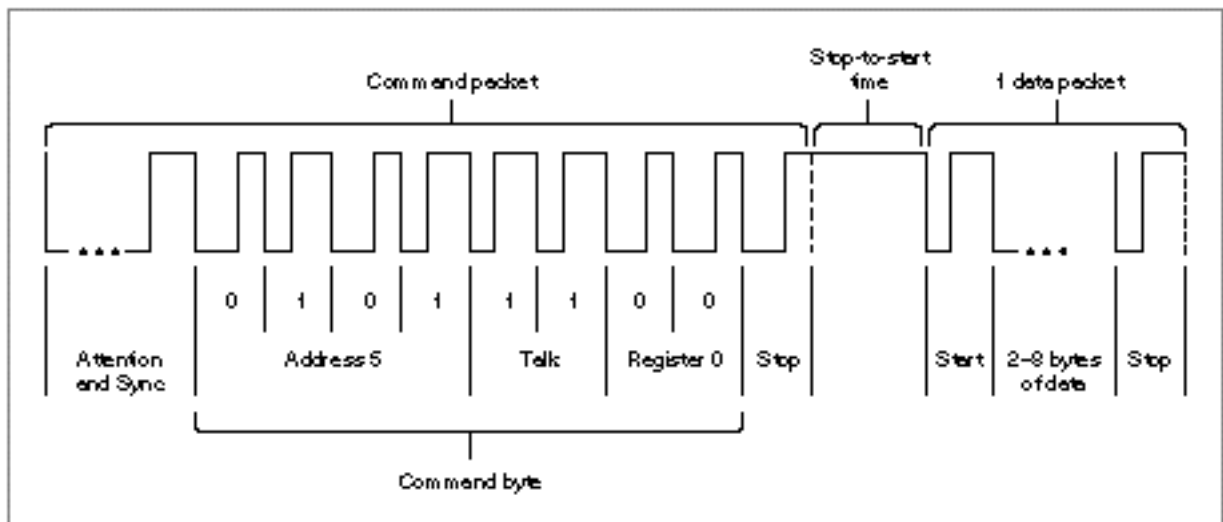 Stop-to-start
time
Command packet
1 data packet
0 1 0 1 1 1 0 0
Attention
and Sync
Address 5
Talk
Register 0
Stop
Start
2–8 bytes
of data
Stop
Command byte